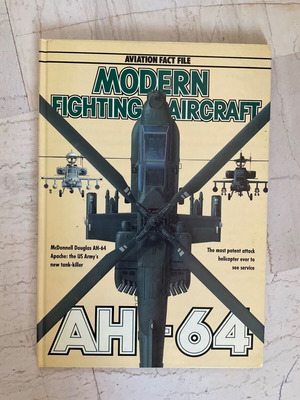 AVIATION FACT FILE
MODERN
FIGHTING AIRCRAFT
McDonnell Douglas AH-64
Apache: the US Army's
new tank-killer
The most potent attack
helicopter ever to
see service
AH-64